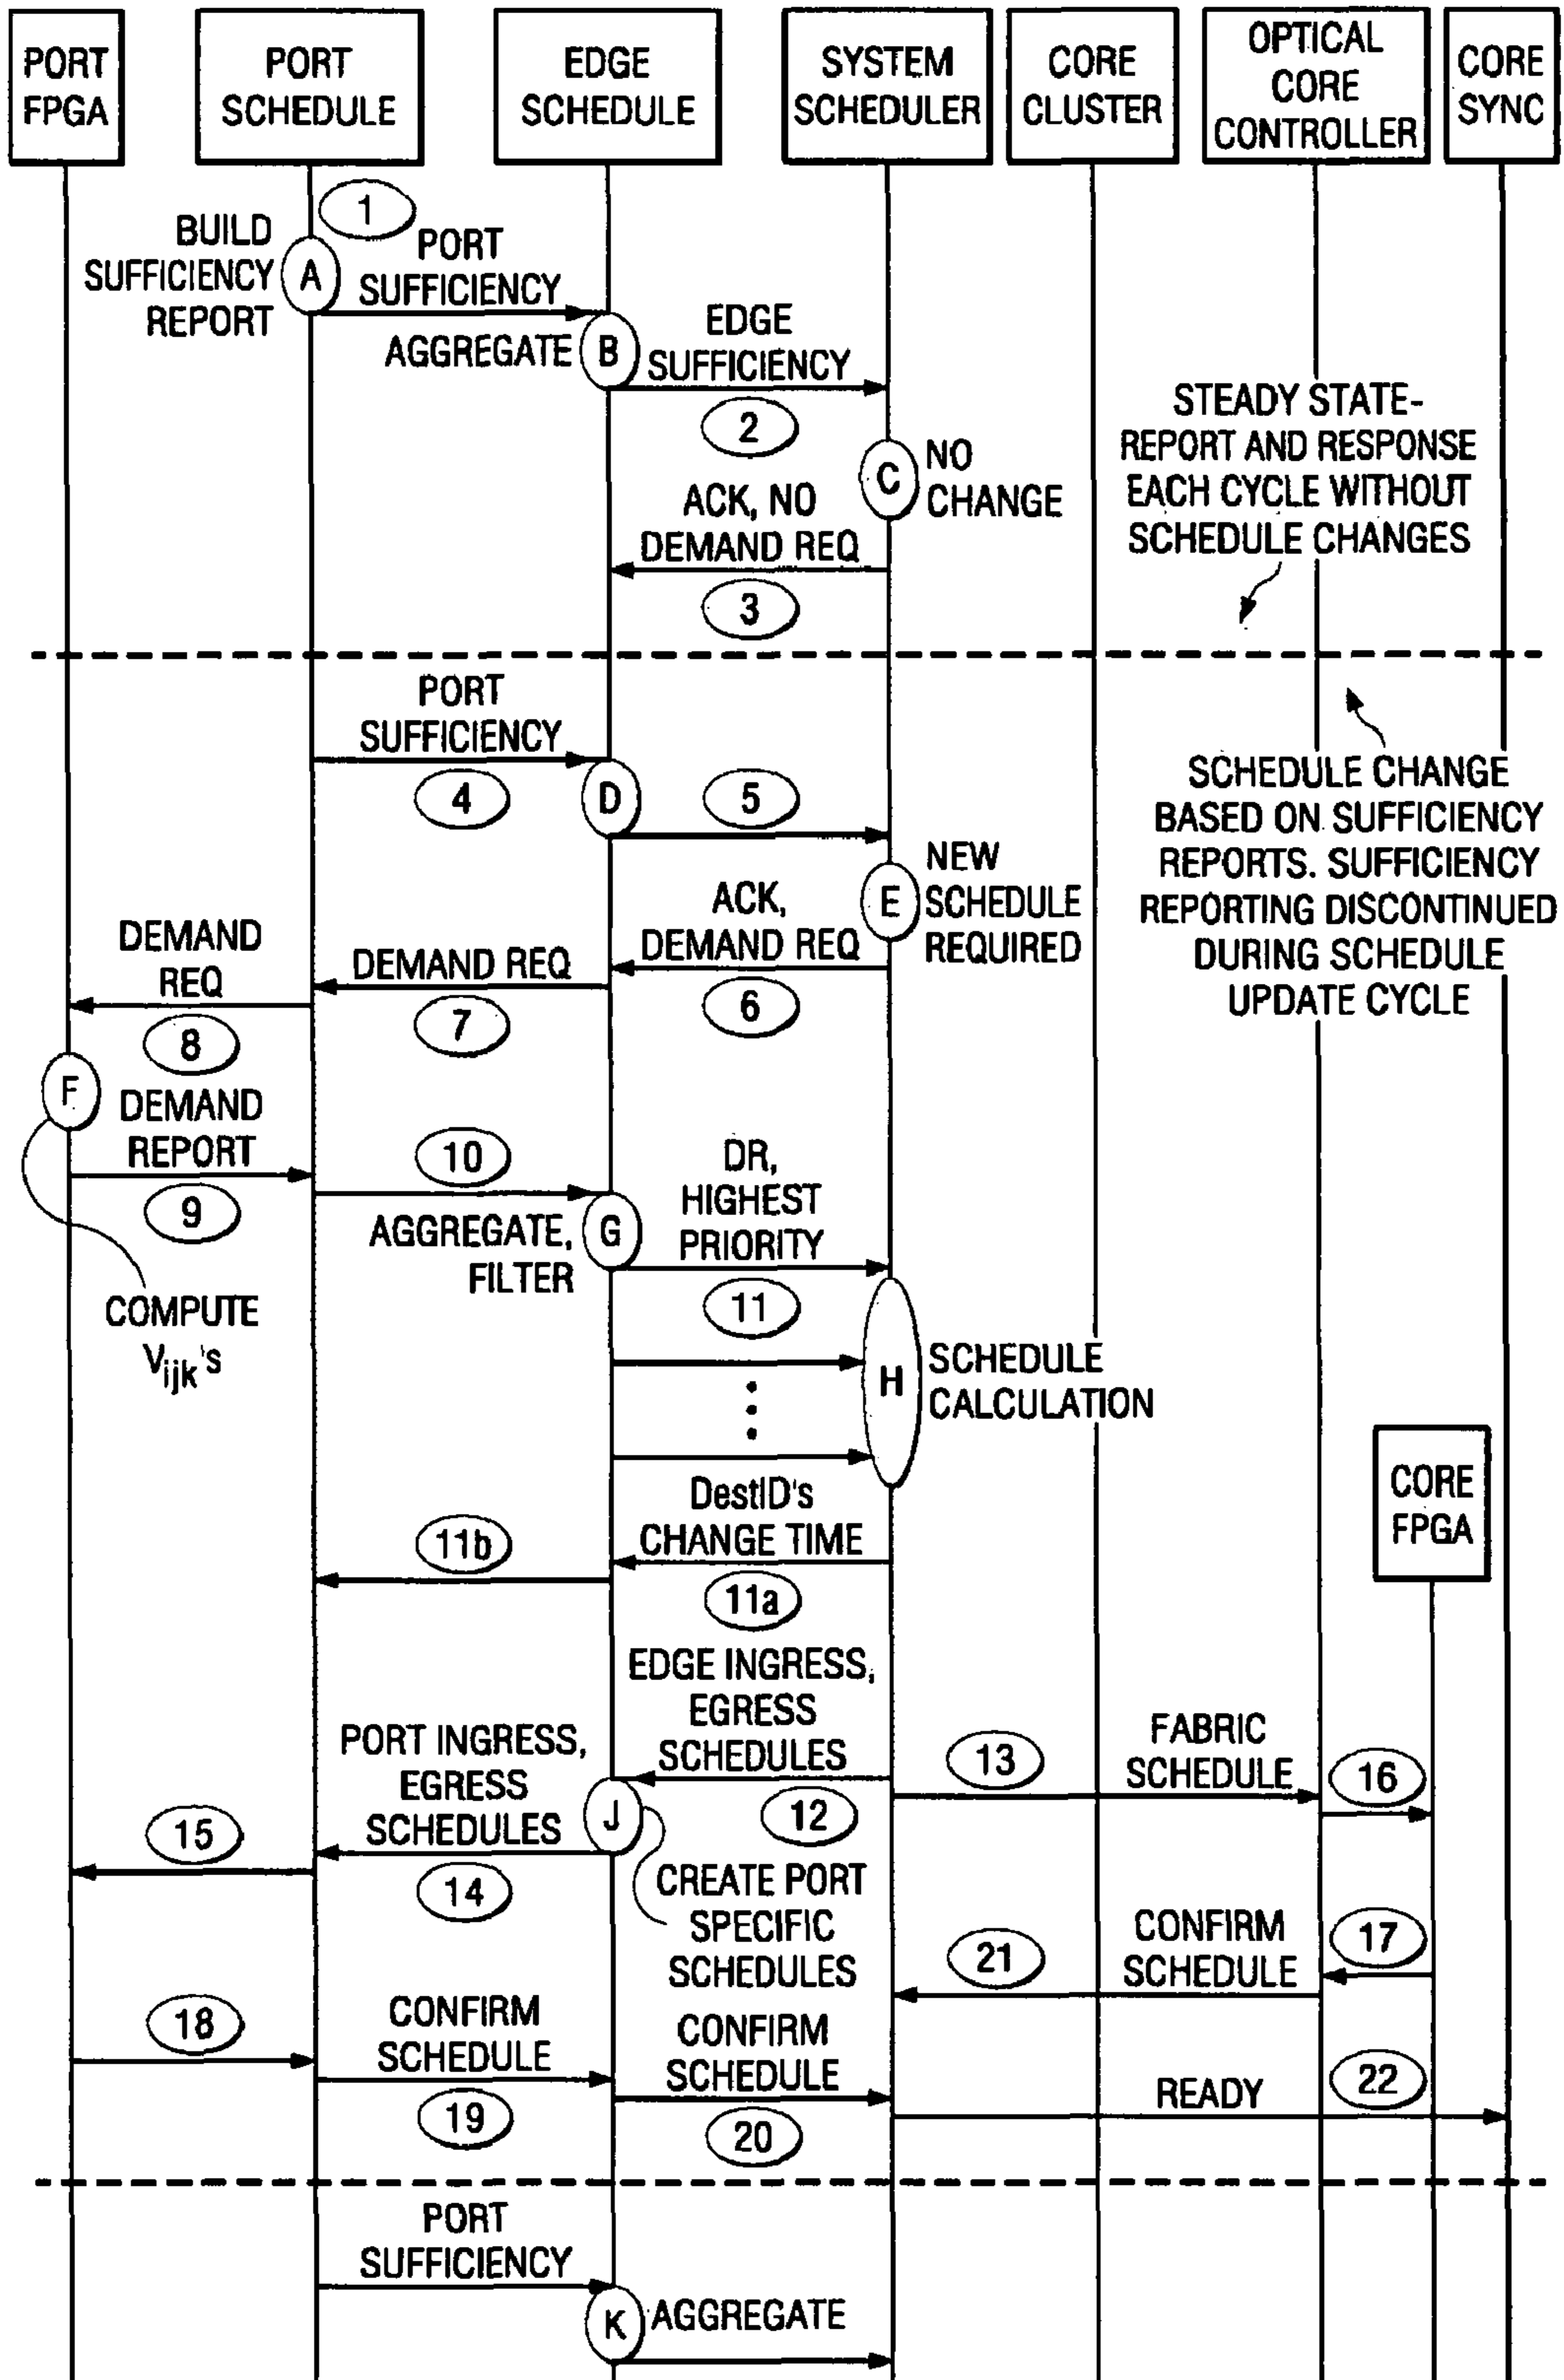 PORT
FPGA
PORT
SCHEDULE
EDGE
SCHEDULE
SYSTEM
SCHEDULER
CORE
CLUSTER
OPTICAL
CORE
CONTROLLER
CORE
SYNC
1
BUILD
SUFFICIENCY
REPORT
A
PORT
SUFFICIENCY
AGGREGATE
B
EDGE
SUFFICIENCY
2
C
NO
CHANGE
ACK, NO
DEMAND REQ
3
STEADY STATE-
REPORT AND RESPONSE
EACH CYCLE WITHOUT
SCHEDULE CHANGES
PORT
SUFFICIENCY
4
D
5
SCHEDULE CHANGE
BASED ON SUFFICIENCY
REPORTS. SUFFICIENCY
REPORTING DISCONTINUED
DURING SCHEDULE
UPDATE CYCLE
E
NEW
SCHEDULE
REQUIRED
ACK,
DEMAND REQ
6
DEMAND REQ
7
DEMAND
REQ
8
F
DEMAND
REPORT
9
COMPUTE
Vijk's
10
AGGREGATE,
FILTER
G
DR,
HIGHEST
PRIORITY
11
H
SCHEDULE
CALCULATION
CORE
FPGA
DestID's
CHANGE TIME
11a
11b
EDGE INGRESS,
EGRESS
SCHEDULES
12
13
FABRIC
SCHEDULE
16
PORT INGRESS,
EGRESS
SCHEDULES
J
14
15
CREATE PORT
SPECIFIC
SCHEDULES
21
CONFIRM
SCHEDULE
17
18
CONFIRM
SCHEDULE
19
CONFIRM
SCHEDULE
20
READY
22
PORT
SUFFICIENCY
K
AGGREGATE